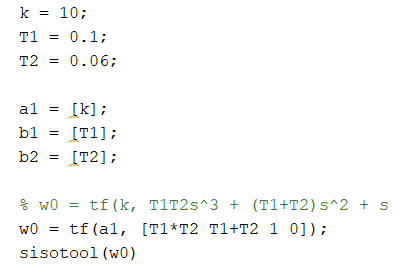 k = 10;
T1 = 0.1;
T2 = 0.06;
a1 = [k];
b1 = [T1];
b2 = [T2];
% w0 = tf(k, T1T2s^3 + (T1+T2)s^2 + s
w0 = tf(a1, [T1*T2 T1+T2 1 0]);
sisotool(w0)